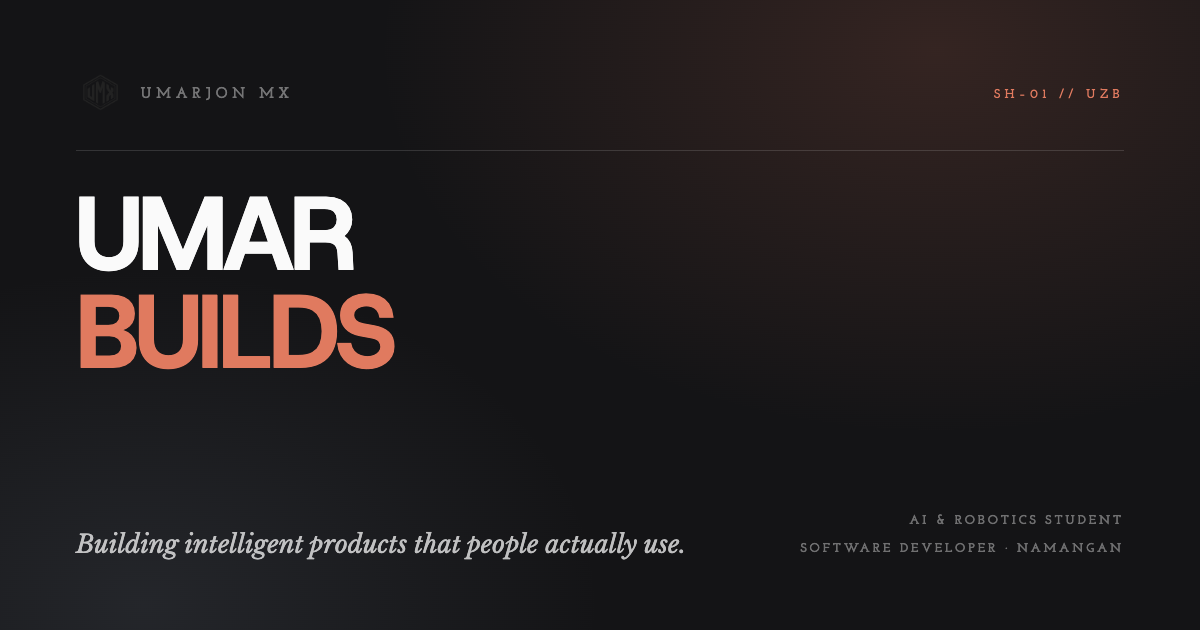 UMARJON MX
SH-01 // UZB
UMAR
BUILDS
Building intelligent products that people actually use.
AI & ROBOTICS STUDENT
SOFTWARE DEVELOPER · NAMANGAN